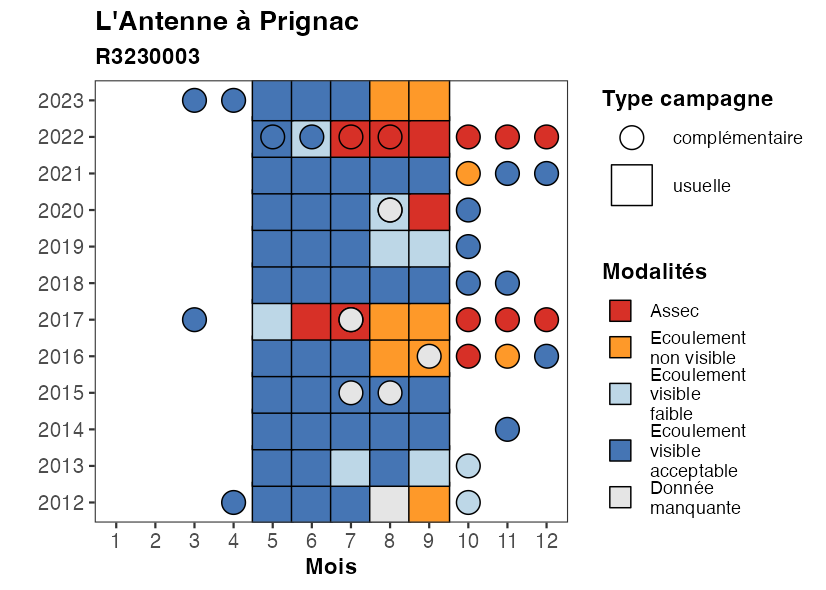 L'Antenne à Prignac
R3230003
2023
2022
2021
2020
2019
2018
2017
2016
2015
2014
2013
2012
1 2 3 4 5 6 7 8 9 10 11 12
Mois
Type campagne
complémentaire
usuelle
Modalités
Assec
Ecoulement
non visible
Ecoulement
visible
faible
Ecoulement
visible
acceptable
Donnée
manquante